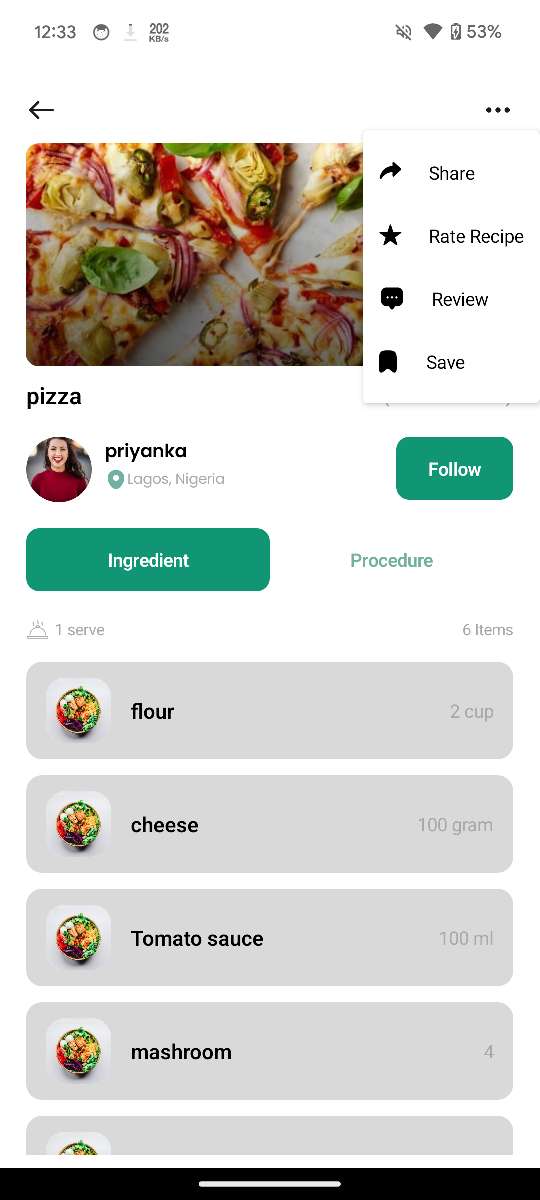 12:33 202 KB/s 53%
Share
Rate Recipe
Review
Save
pizza
priyanka
Lagos, Nigeria
Follow
Ingredient Procedure
1 serve 6 Items
flour 2 cup
cheese 100 gram
Tomato sauce 100 ml
mashroom 4